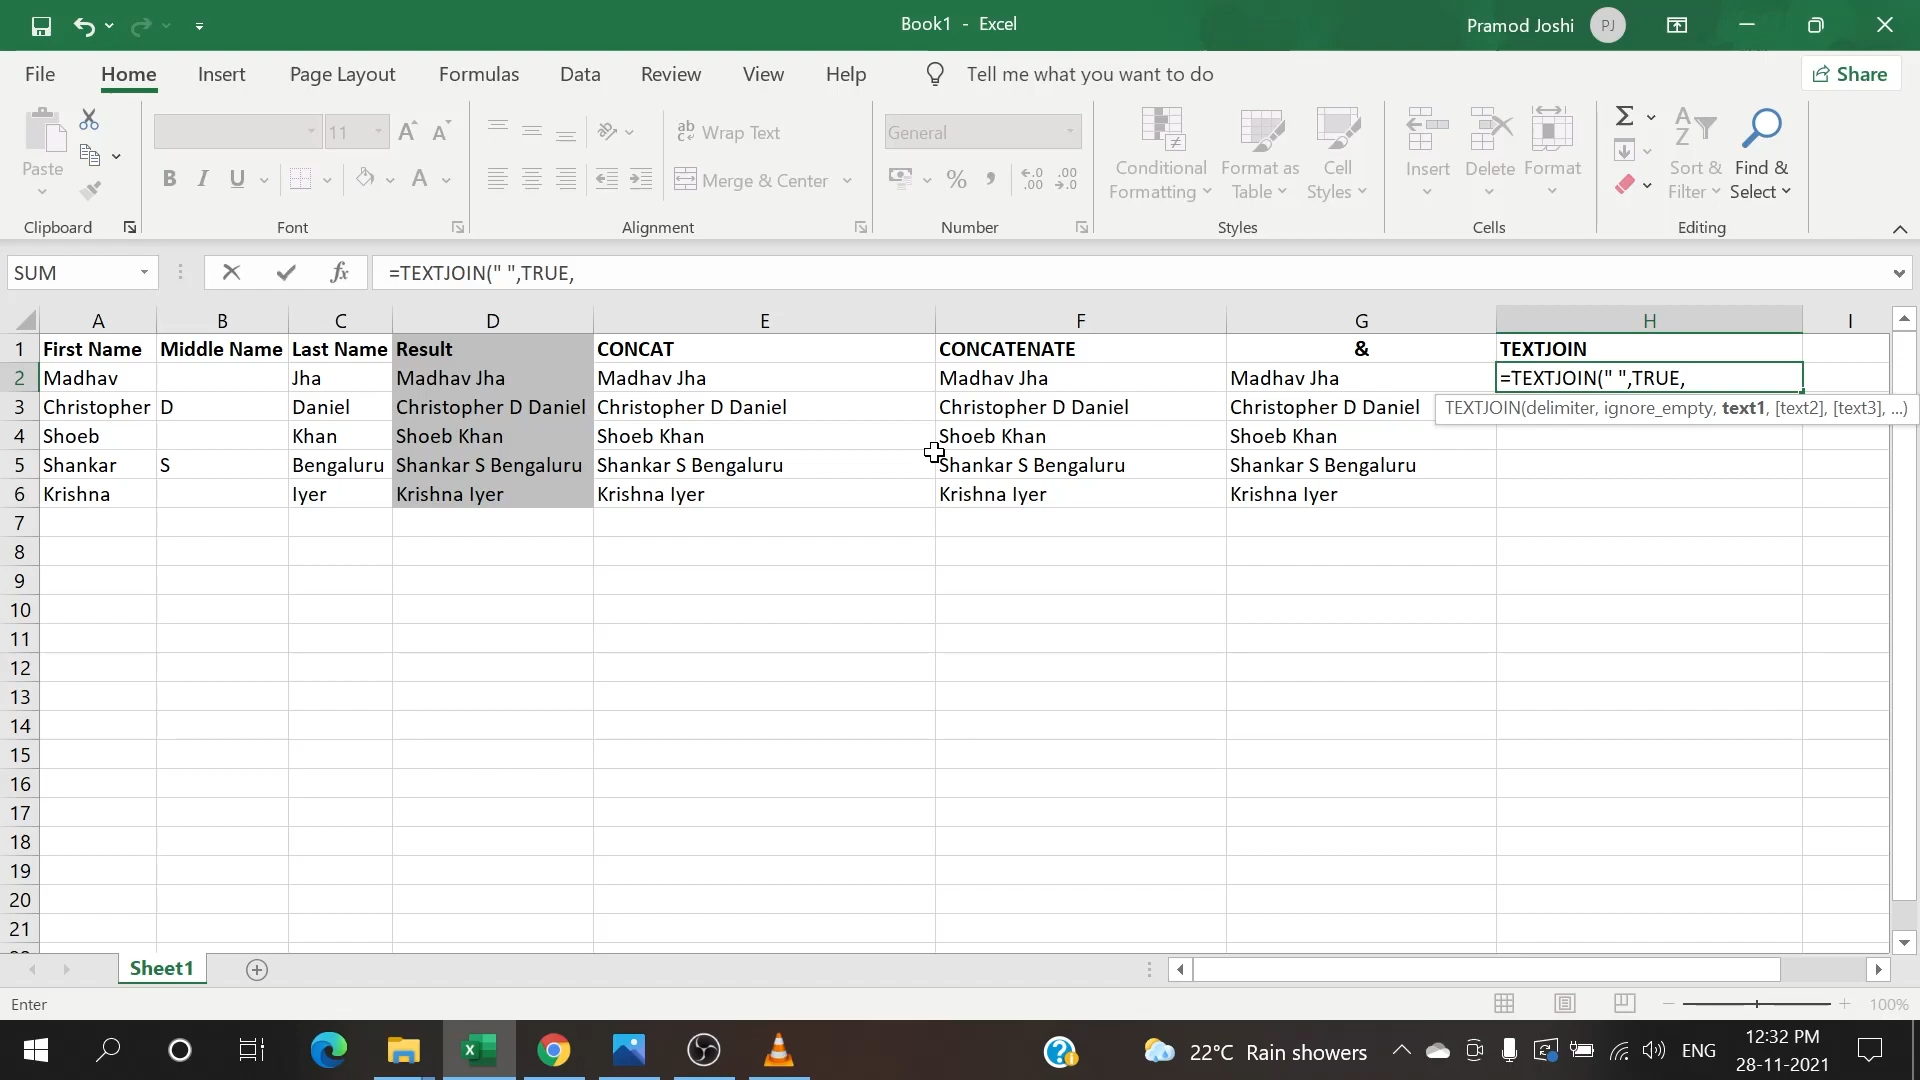 Book1 - Excel
Pramod Joshi PJ
File Home Insert Page Layout Formulas Data Review View Help Tell me what you want to do Share
Paste
Clipboard
11 A A
B I U A
Font
ab c Wrap Text
Merge & Center
Alignment
General
% , ←.0 .00 .00 →.0
Number
Conditional Formatting
Format as Table
Cell Styles
Styles
Insert Delete Format
Cells
Σ A Z
Sort & Filter
Find & Select
Editing
SUM fx =TEXTJOIN(" ",TRUE,
A B C D E F G H I
1 First Name Middle Name Last Name Result CONCAT CONCATENATE & TEXTJOIN
2 Madhav Jha Madhav Jha Madhav Jha Madhav Jha Madhav Jha =TEXTJOIN(" ",TRUE,
3 Christopher D Daniel Christopher D Daniel Christopher D Daniel Christopher D Daniel Christopher D Daniel TEXTJOIN(delimiter, ignore_empty, text1, [text2], [text3], ...)
4 Shoeb Khan Shoeb Khan Shoeb Khan Shoeb Khan Shoeb Khan
5 Shankar S Bengaluru Shankar S Bengaluru Shankar S Bengaluru Shankar S Bengaluru Shankar S Bengaluru
6 Krishna Iyer Krishna Iyer Krishna Iyer Krishna Iyer Krishna Iyer
7
8
9
10
11
12
13
14
15
16
17
18
19
20
21
Sheet1
Enter 100%
22°C Rain showers ENG 12:32 PM
28-11-2021